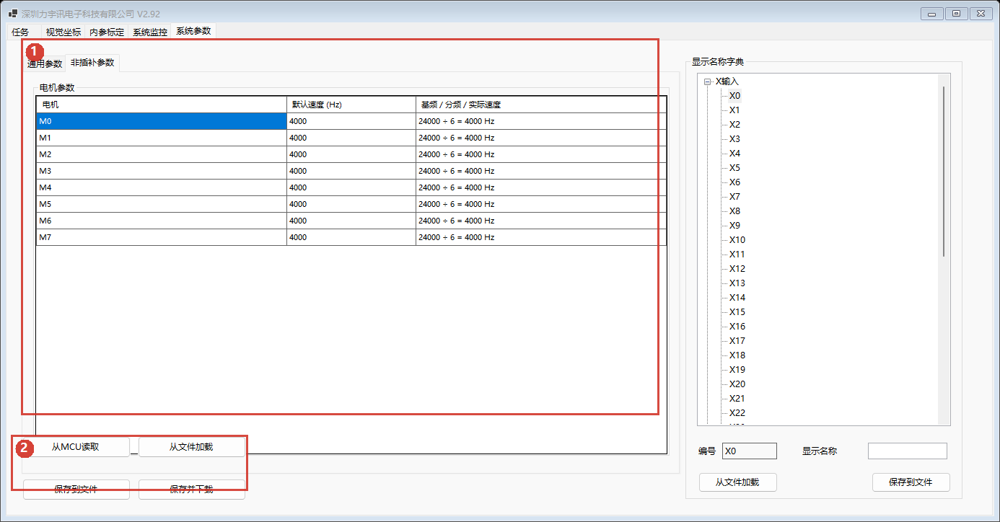 深圳力宇讯电子科技有限公司 V2.92
任务 视觉坐标 内参标定 系统监控 系统参数
1
通用参数 非插补参数
电机参数
电机 默认速度 (Hz) 基频 / 分频 / 实际速度
M0 4000 24000 ÷ 6 = 4000 Hz
M1 4000 24000 ÷ 6 = 4000 Hz
M2 4000 24000 ÷ 6 = 4000 Hz
M3 4000 24000 ÷ 6 = 4000 Hz
M4 4000 24000 ÷ 6 = 4000 Hz
M5 4000 24000 ÷ 6 = 4000 Hz
M6 4000 24000 ÷ 6 = 4000 Hz
M7 4000 24000 ÷ 6 = 4000 Hz
2
从MCU读取 从文件加载
保存到文件 保存并下载
显示名称字典
X输入
X0
X1
X2
X3
X4
X5
X6
X7
X8
X9
X10
X11
X12
X13
X14
X15
X16
X17
X18
X19
X20
X21
X22
编号 X0 显示名称
从文件加载 保存到文件